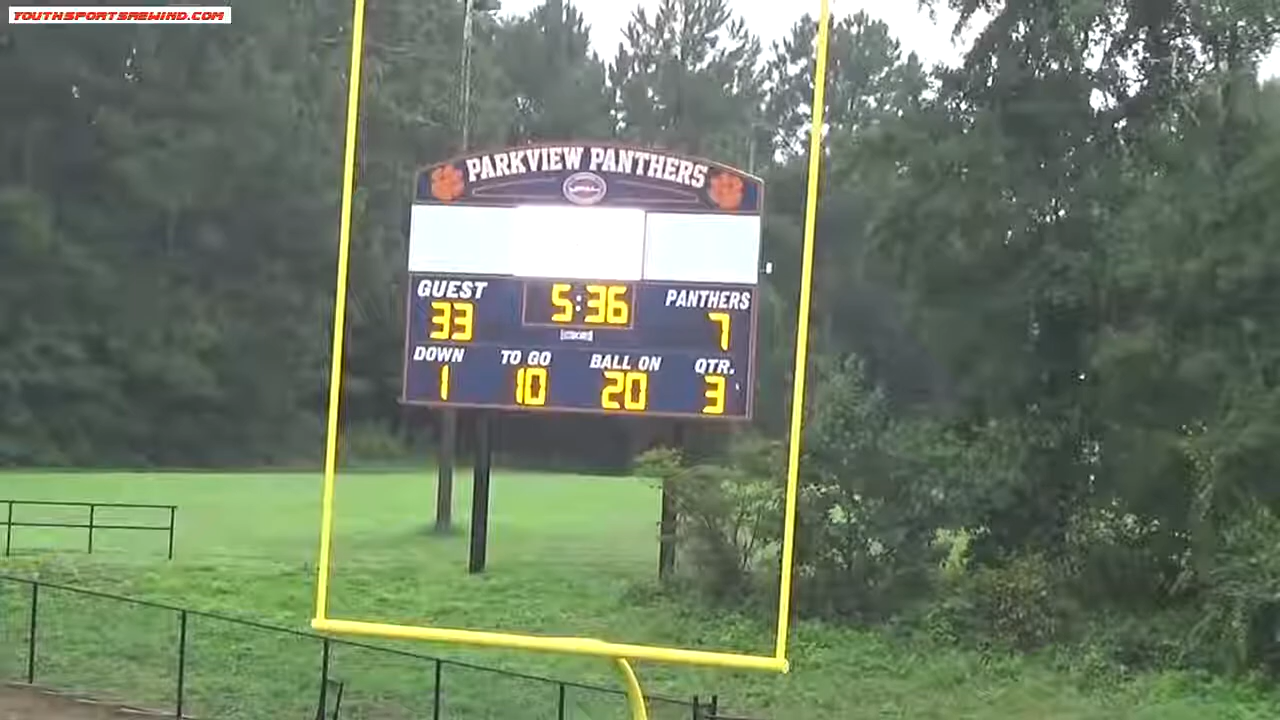 YOUTHSPORTSREWIND.COM
PARKVIEW PANTHERS
GUEST 5:36 PANTHERS
33 7
DOWN TO GO BALL ON QTR.
1 10 20 3